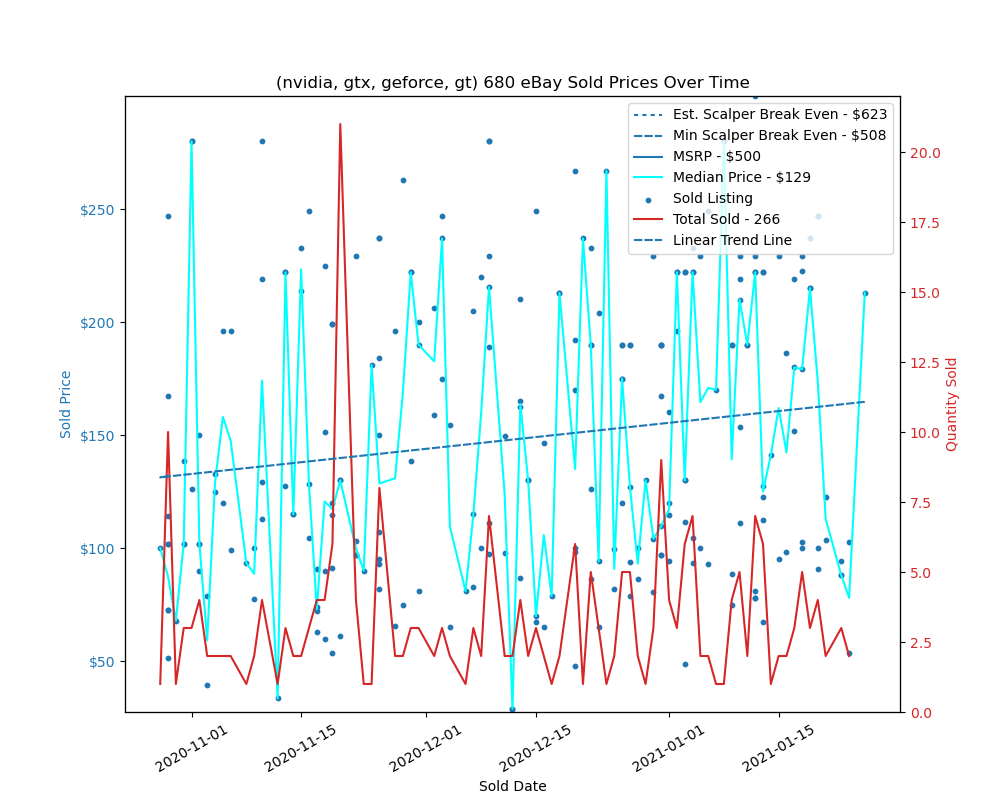 (nvidia, gtx, geforce, gt) 680 eBay Sold Prices Over Time
Est. Scalper Break Even - $623
Min Scalper Break Even - $508
MSRP - $500
Median Price - $129
Sold Listing
Total Sold - 266
Linear Trend Line
$250
$200
$150
$100
$50
Sold Price
20.0
17.5
15.0
12.5
10.0
7.5
5.0
2.5
0.0
Quantity Sold
2020-11-01
2020-11-15
2020-12-01
2020-12-15
2021-01-01
2021-01-15
Sold Date